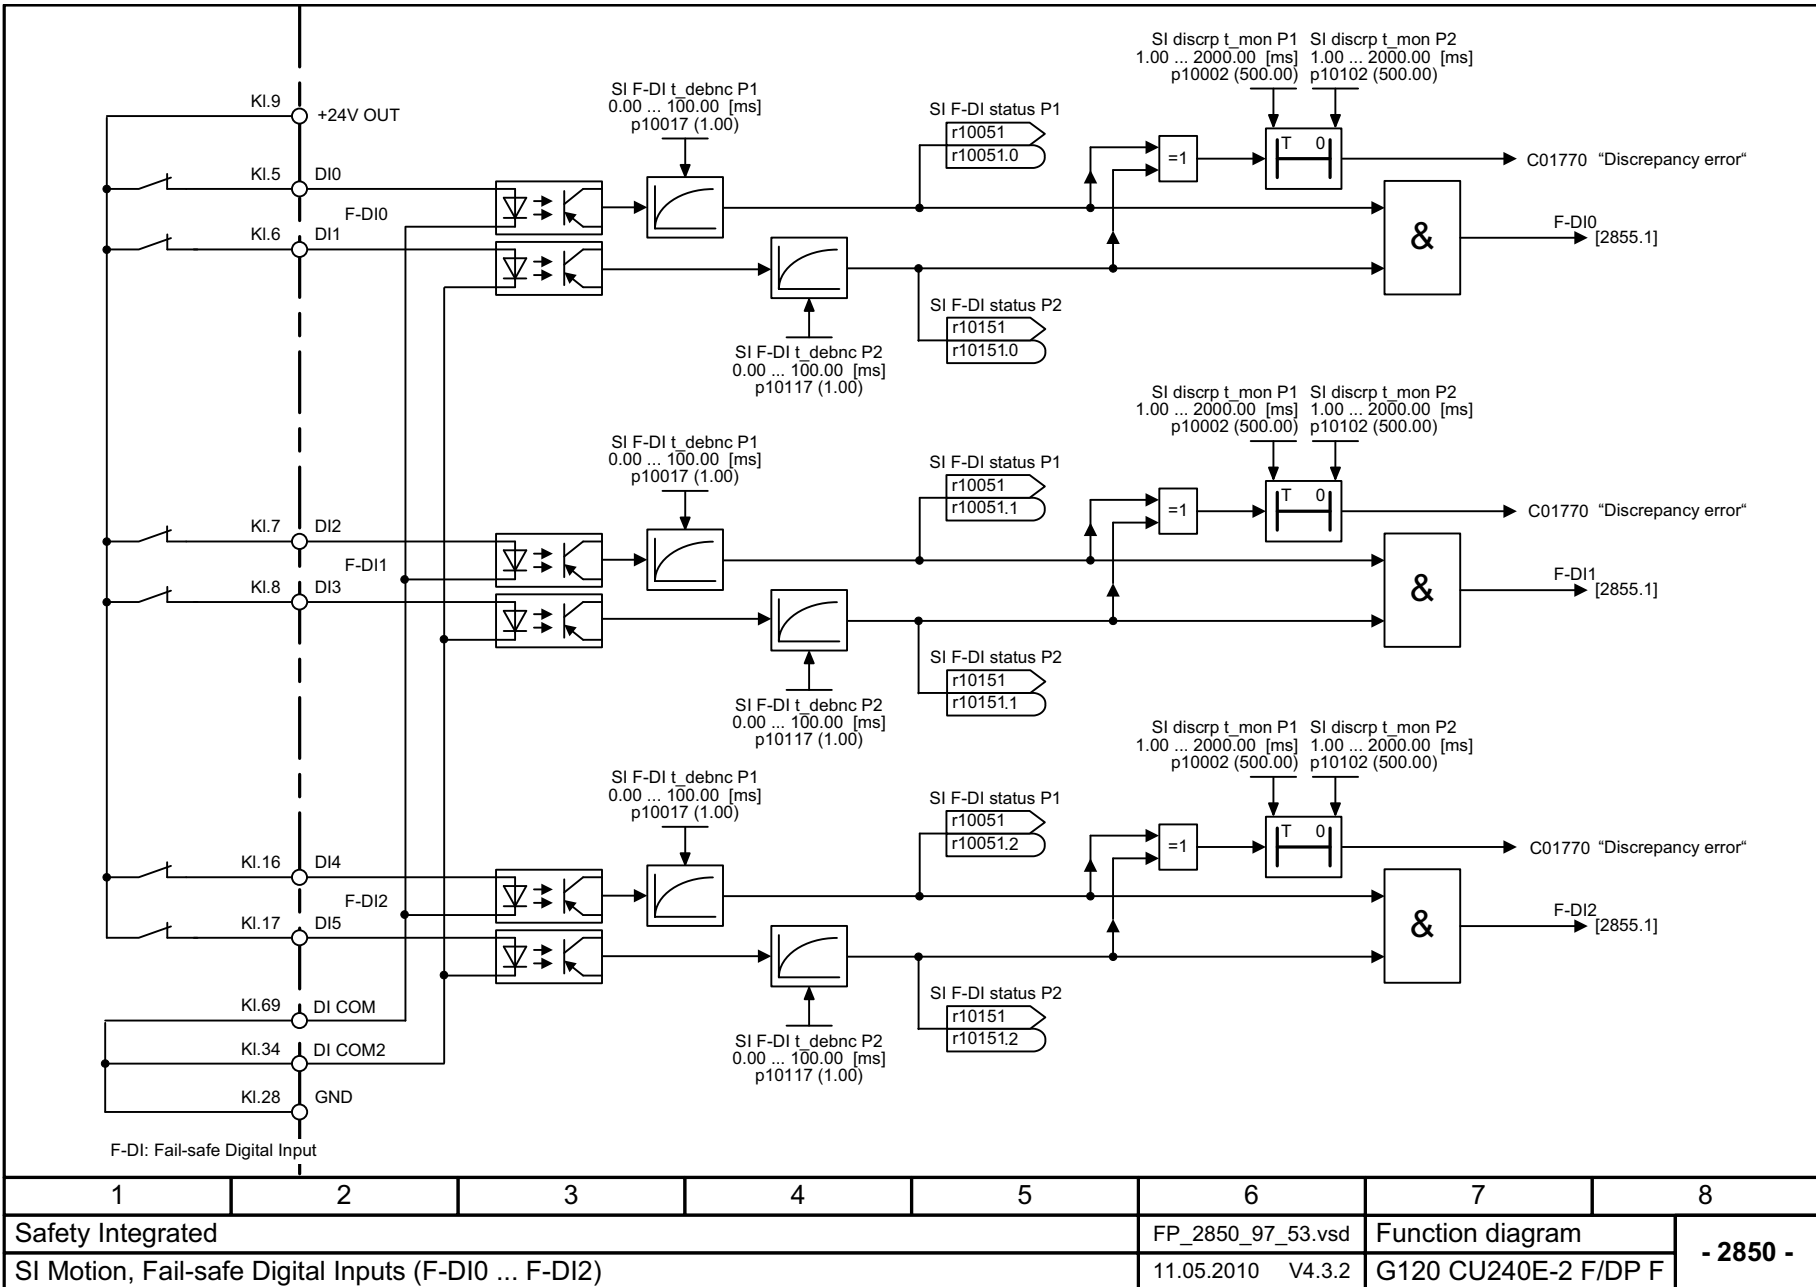 SI discrp t_mon P1 SI discrp t_mon P2
1.00 ... 2000.00 [ms] 1.00 ... 2000.00 [ms]
p10002 (500.00) p10102 (500.00)
SI F-DI t_debnc P1
0.00 ... 100.00 [ms]
p10017 (1.00)
Kl.9 +24V OUT
SI F-DI status P1
r10051
r10051.0
=1
T 0
C01770 “Discrepancy error“
Kl.5 DI0
F-DI0
Kl.6 DI1
&
F-DI0
[2855.1]
SI F-DI status P2
r10151
r10151.0
SI F-DI t_debnc P2
0.00 ... 100.00 [ms]
p10117 (1.00)
SI discrp t_mon P1 SI discrp t_mon P2
1.00 ... 2000.00 [ms] 1.00 ... 2000.00 [ms]
p10002 (500.00) p10102 (500.00)
SI F-DI t_debnc P1
0.00 ... 100.00 [ms]
p10017 (1.00)
SI F-DI status P1
r10051
r10051.1
=1
T 0
C01770 “Discrepancy error“
Kl.7 DI2
F-DI1
Kl.8 DI3
&
F-DI1
[2855.1]
SI F-DI status P2
r10151
r10151.1
SI F-DI t_debnc P2
0.00 ... 100.00 [ms]
p10117 (1.00)
SI discrp t_mon P1 SI discrp t_mon P2
1.00 ... 2000.00 [ms] 1.00 ... 2000.00 [ms]
p10002 (500.00) p10102 (500.00)
SI F-DI t_debnc P1
0.00 ... 100.00 [ms]
p10017 (1.00)
SI F-DI status P1
r10051
r10051.2
=1
T 0
C01770 “Discrepancy error“
Kl.16 DI4
F-DI2
Kl.17 DI5
&
F-DI2
[2855.1]
SI F-DI status P2
r10151
r10151.2
SI F-DI t_debnc P2
0.00 ... 100.00 [ms]
p10117 (1.00)
Kl.69 DI COM
Kl.34 DI COM2
Kl.28 GND
F-DI: Fail-safe Digital Input
1 2 3 4 5 6 7 8
Safety Integrated FP_2850_97_53.vsd Function diagram
- 2850 -
SI Motion, Fail-safe Digital Inputs (F-DI0 ... F-DI2) 11.05.2010 V4.3.2 G120 CU240E-2 F/DP F